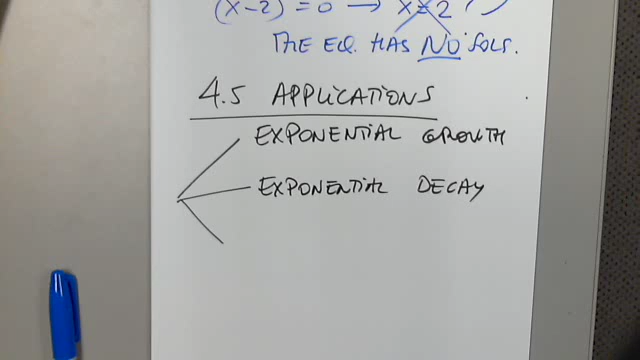 (x-2) = 0 → x = 2
THE EQ. HAS NO SOLS.
4.5 APPLICATIONS
EXPONENTIAL GROWTH
EXPONENTIAL DECAY